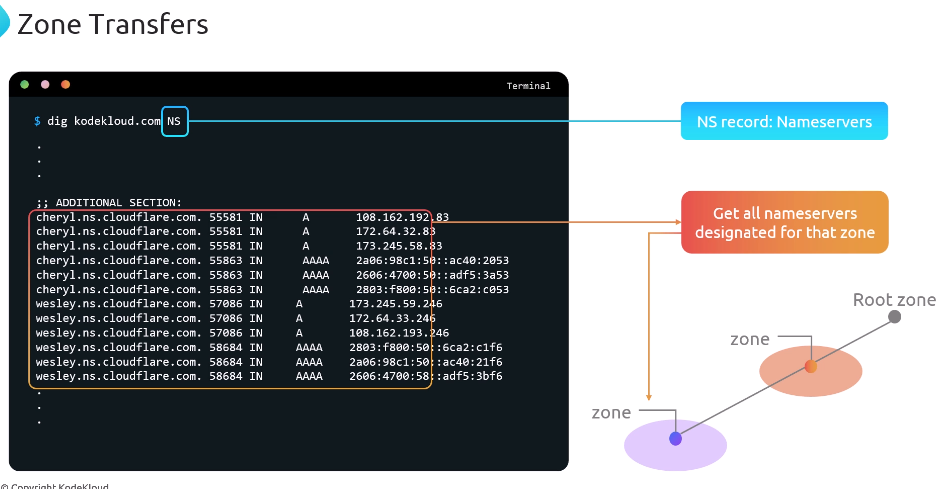 Zone Transfers
Terminal
$ dig kodekloud.com NS
.
.
.
;; ADDITIONAL SECTION:
cheryl.ns.cloudflare.com. 55581 IN A 108.162.192.83
cheryl.ns.cloudflare.com. 55581 IN A 172.64.32.83
cheryl.ns.cloudflare.com. 55581 IN A 173.245.58.83
cheryl.ns.cloudflare.com. 55863 IN AAAA 2a06:98c1:50::ac40:2053
cheryl.ns.cloudflare.com. 55863 IN AAAA 2606:4700:50::adf5:3a53
cheryl.ns.cloudflare.com. 55863 IN AAAA 2803:f800:50::6ca2:c053
wesley.ns.cloudflare.com. 57086 IN A 173.245.59.246
wesley.ns.cloudflare.com. 57086 IN A 172.64.33.246
wesley.ns.cloudflare.com. 57086 IN A 108.162.193.246
wesley.ns.cloudflare.com. 58684 IN AAAA 2803:f800:50::6ca2:c1f6
wesley.ns.cloudflare.com. 58684 IN AAAA 2a06:98c1:50::ac40:21f6
wesley.ns.cloudflare.com. 58684 IN AAAA 2606:4700:58::adf5:3bf6
.
.
.
NS record: Nameservers
Get all nameservers
designated for that zone
Root zone
zone
zone
© Copyright KodeKloud